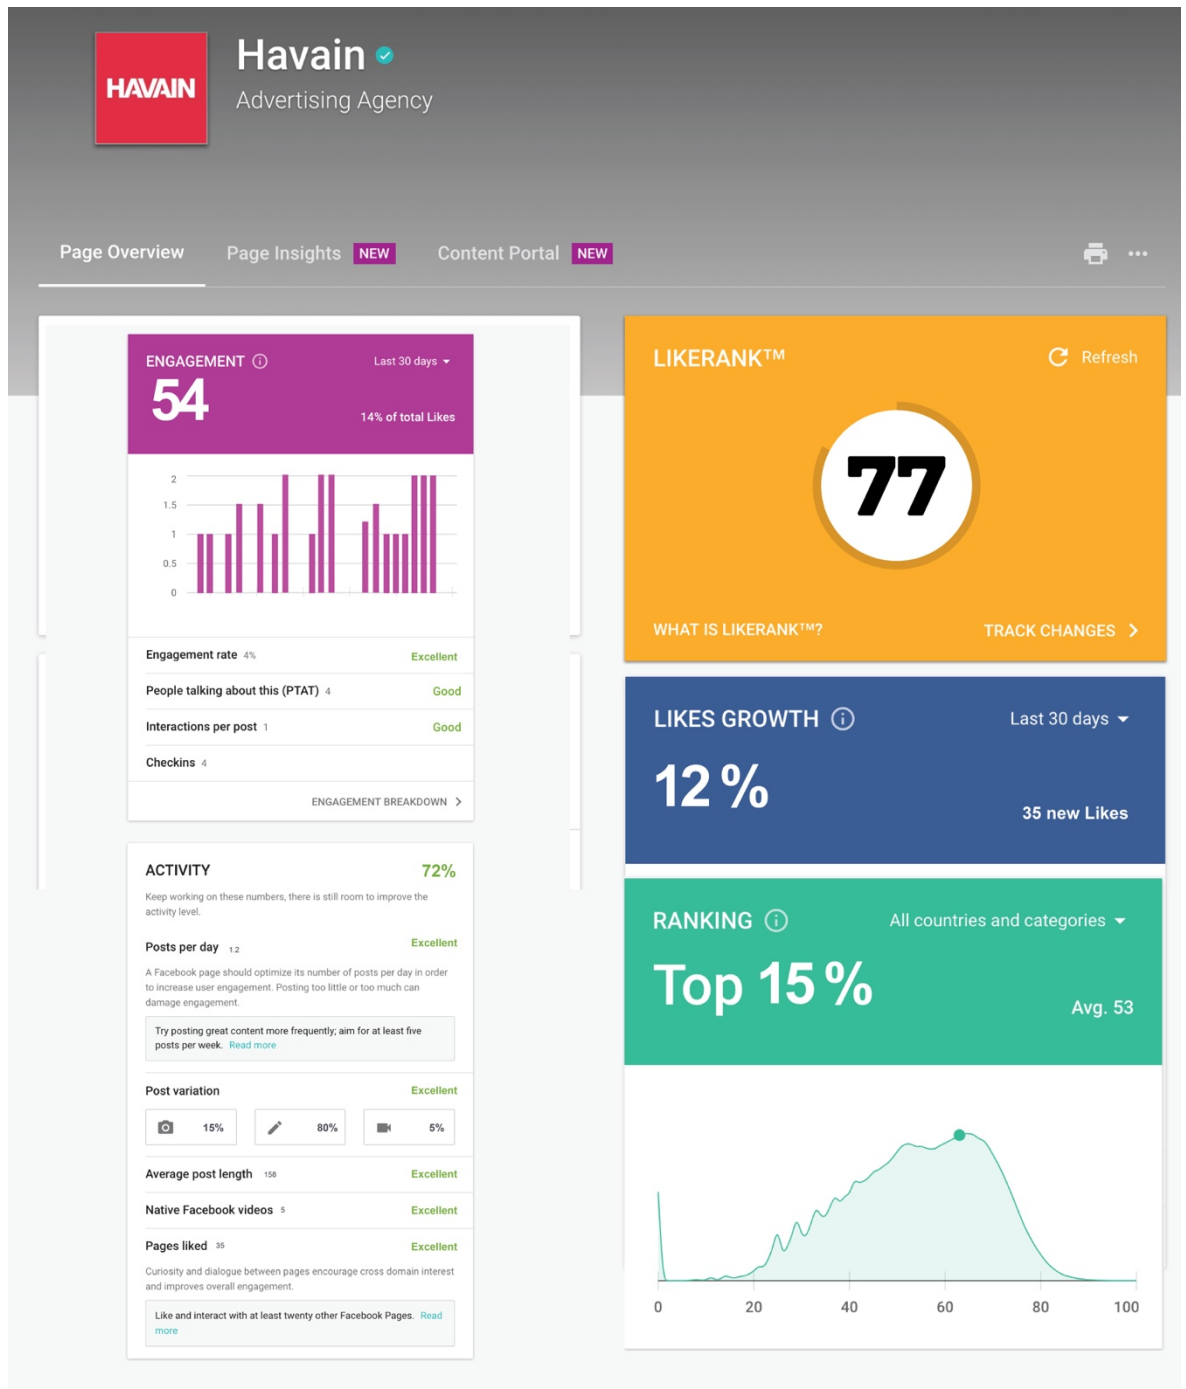 HAVAIN
Havain
Advertising Agency
Page Overview
Page Insights NEW
Content Portal NEW
ENGAGEMENT
Last 30 days
54
14% of total Likes
2
1.5
1
0.5
0
Engagement rate 4% Excellent
People talking about this (PTAT) 4 Good
Interactions per post 1 Good
Checkins 4
ENGAGEMENT BREAKDOWN
ACTIVITY 72%
Keep working on these numbers, there is still room to improve the
activity level.
Posts per day 1.2 Excellent
A Facebook page should optimize its number of posts per day in order
to increase user engagement. Posting too little or too much can
damage engagement.
Try posting great content more frequently; aim for at least five
posts per week. Read more
Post variation Excellent
15% 80% 5%
Average post length 158 Excellent
Native Facebook videos 5 Excellent
Pages liked 35 Excellent
Curiosity and dialogue between pages encourage cross domain interest
and improves overall engagement.
Like and interact with at least twenty other Facebook Pages. Read
more
LIKERANK™
Refresh
77
WHAT IS LIKERANK™?
TRACK CHANGES
LIKES GROWTH
Last 30 days
12%
35 new Likes
RANKING
All countries and categories
Top 15%
Avg. 53
0 20 40 60 80 100